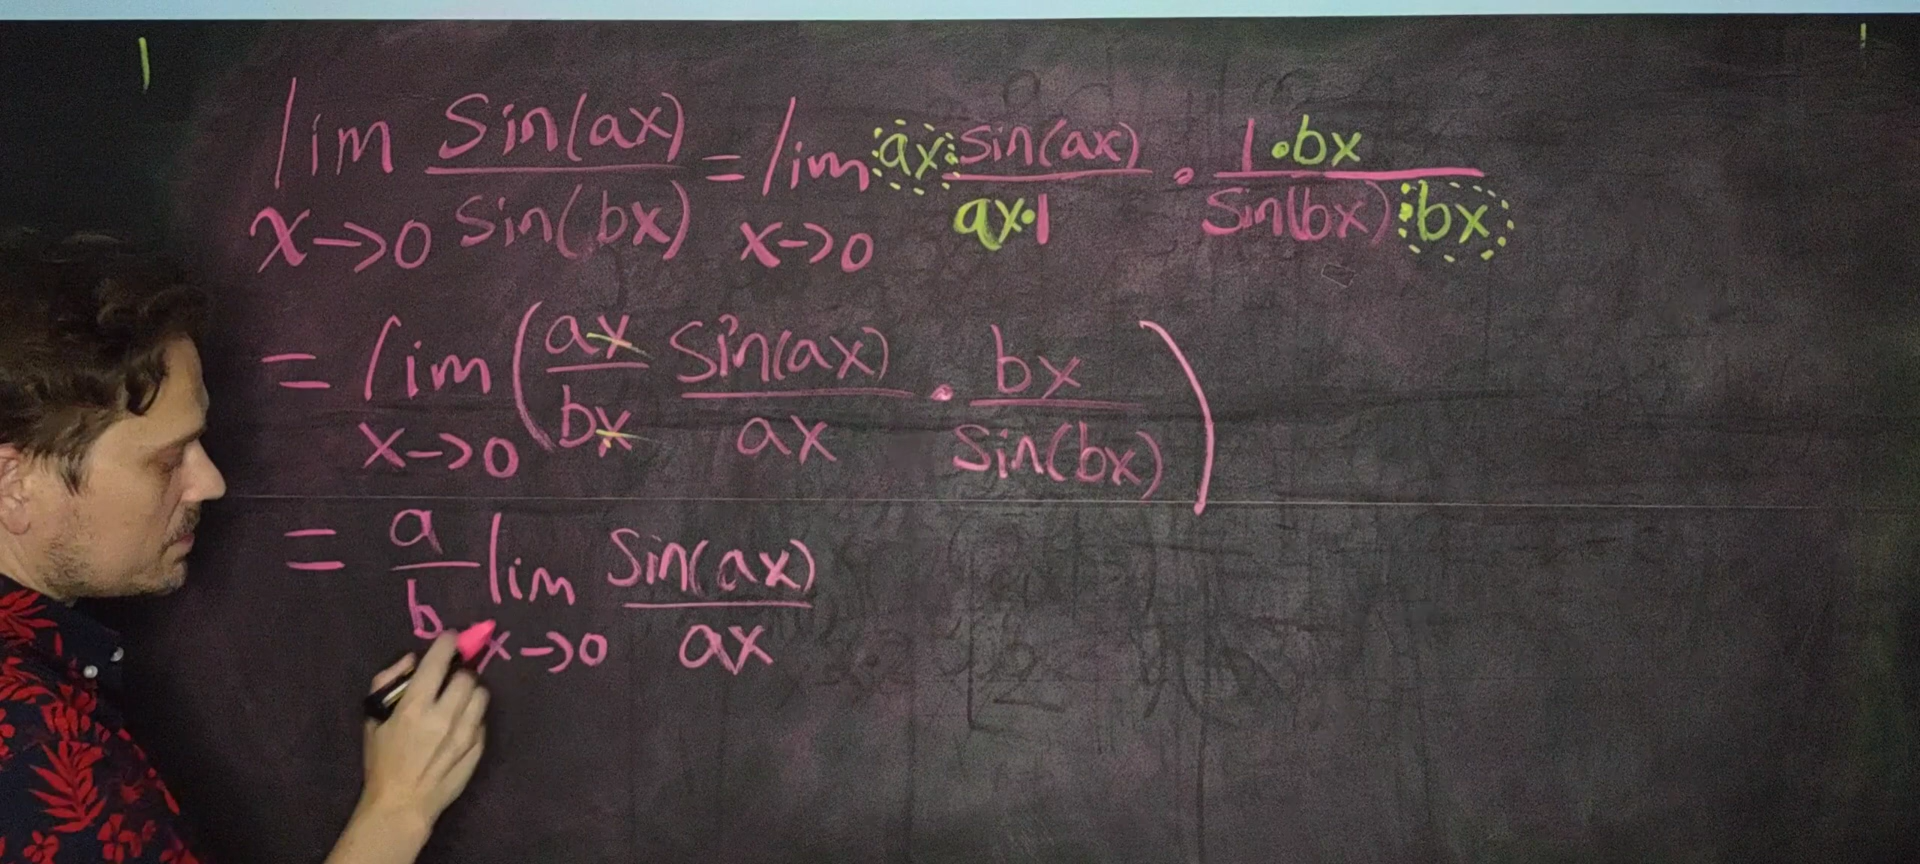 lim x->0 Sin(ax)/Sin(bx) = lim x->0 ax·sin(ax)/ax·1 · 1·bx/Sin(bx)·bx
= lim x->0 (ax/bx Sin(ax)/ax · bx/Sin(bx))
= a/b lim x->0 Sin(ax)/ax